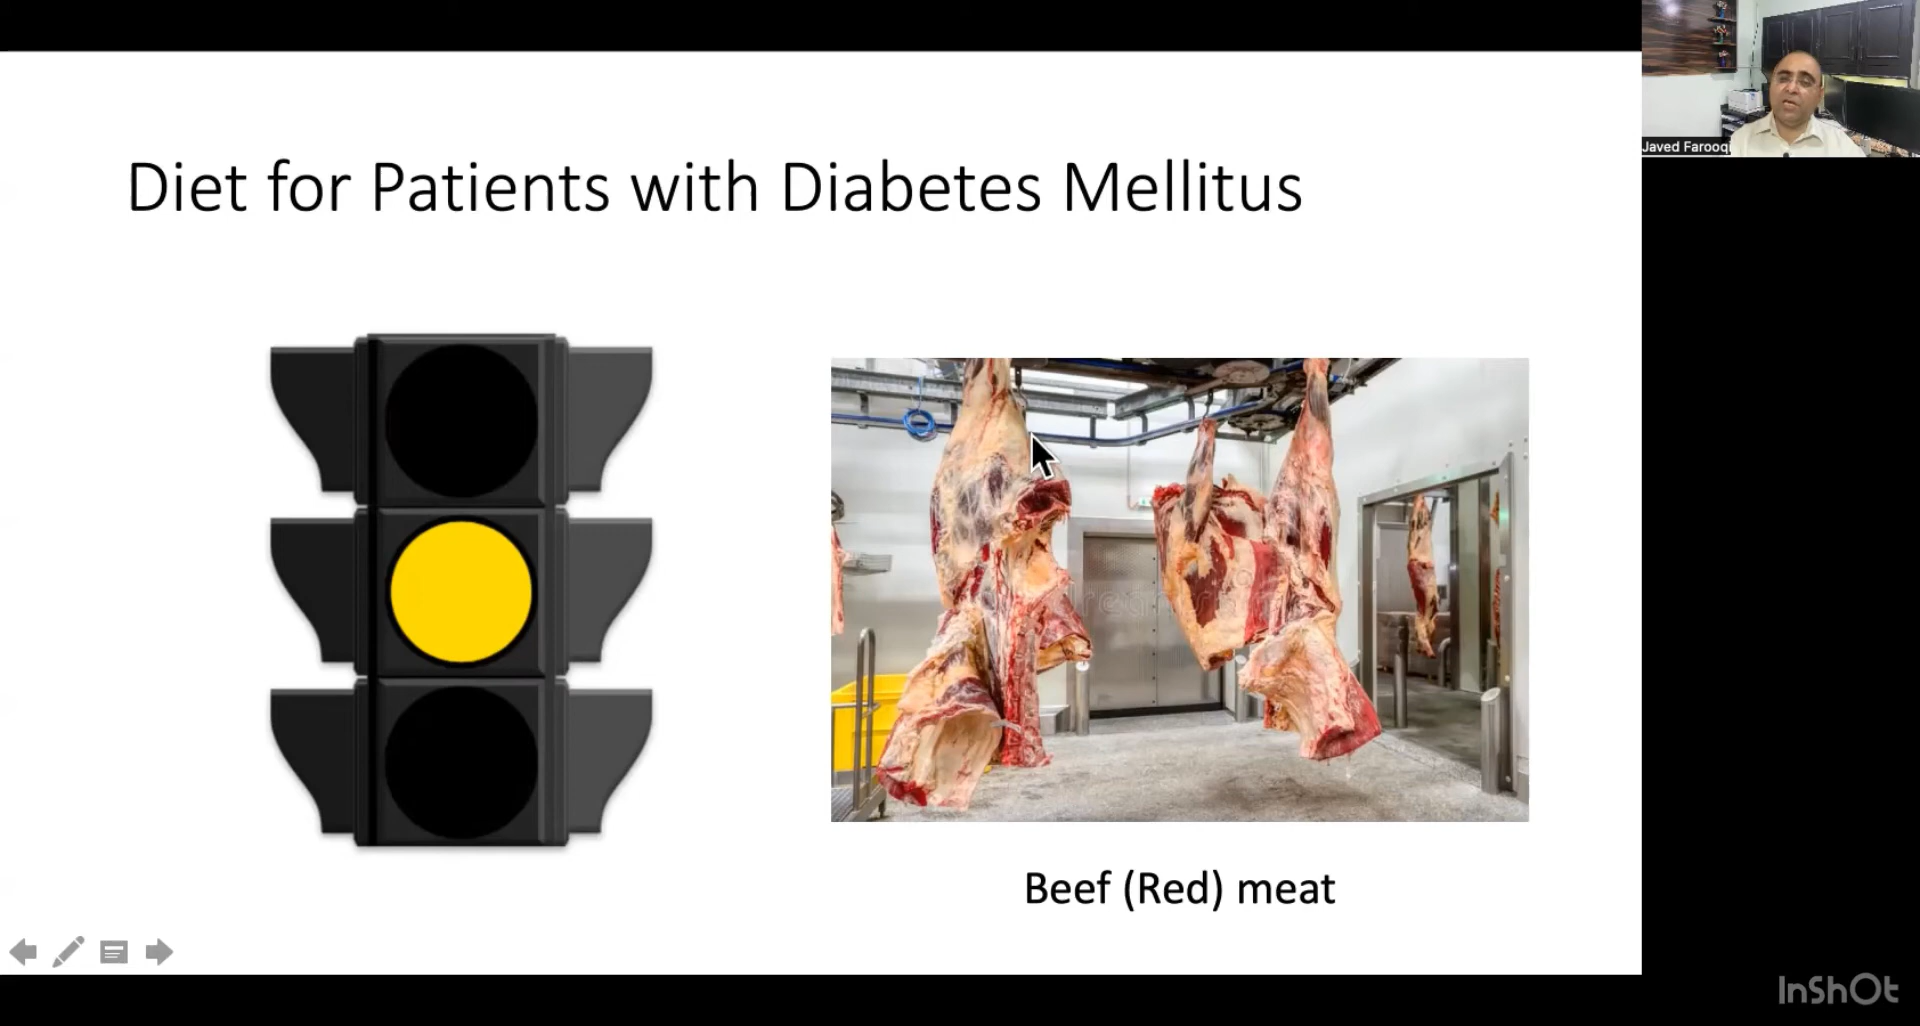 Diet for Patients with Diabetes Mellitus
Javed Farooqi
Beef (Red) meat
InShOt